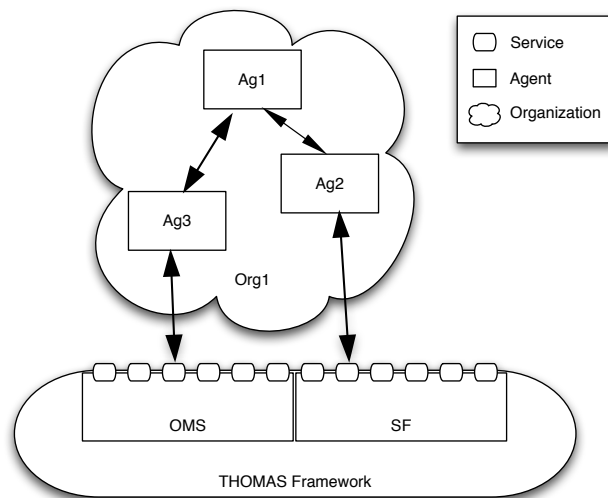 Ag1
Ag2
Ag3
Org1
Service
Agent
Organization
OMS
SF
THOMAS Framework